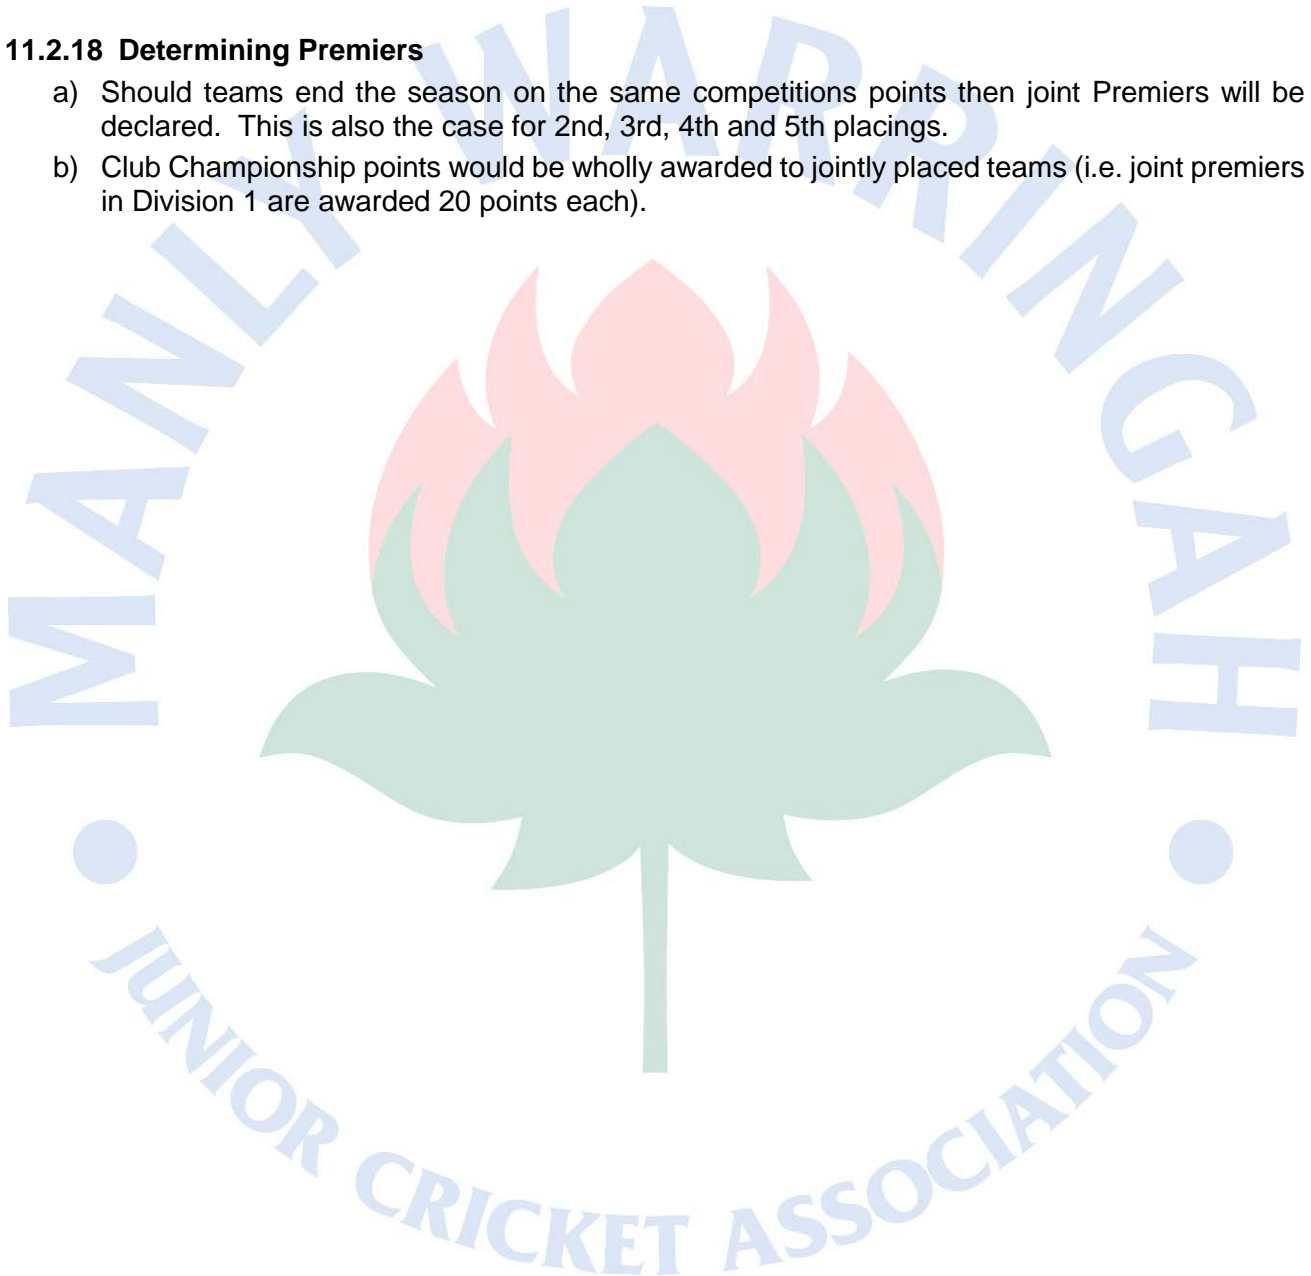 11.2.18 Determining Premiers
a) Should teams end the season on the same competitions points then joint Premiers will be
declared. This is also the case for 2nd, 3rd, 4th and 5th placings.
b) Club Championship points would be wholly awarded to jointly placed teams (i.e. joint premiers
in Division 1 are awarded 20 points each).
MANLY WARRINGAH
JUNIOR CRICKET ASSOCIATION